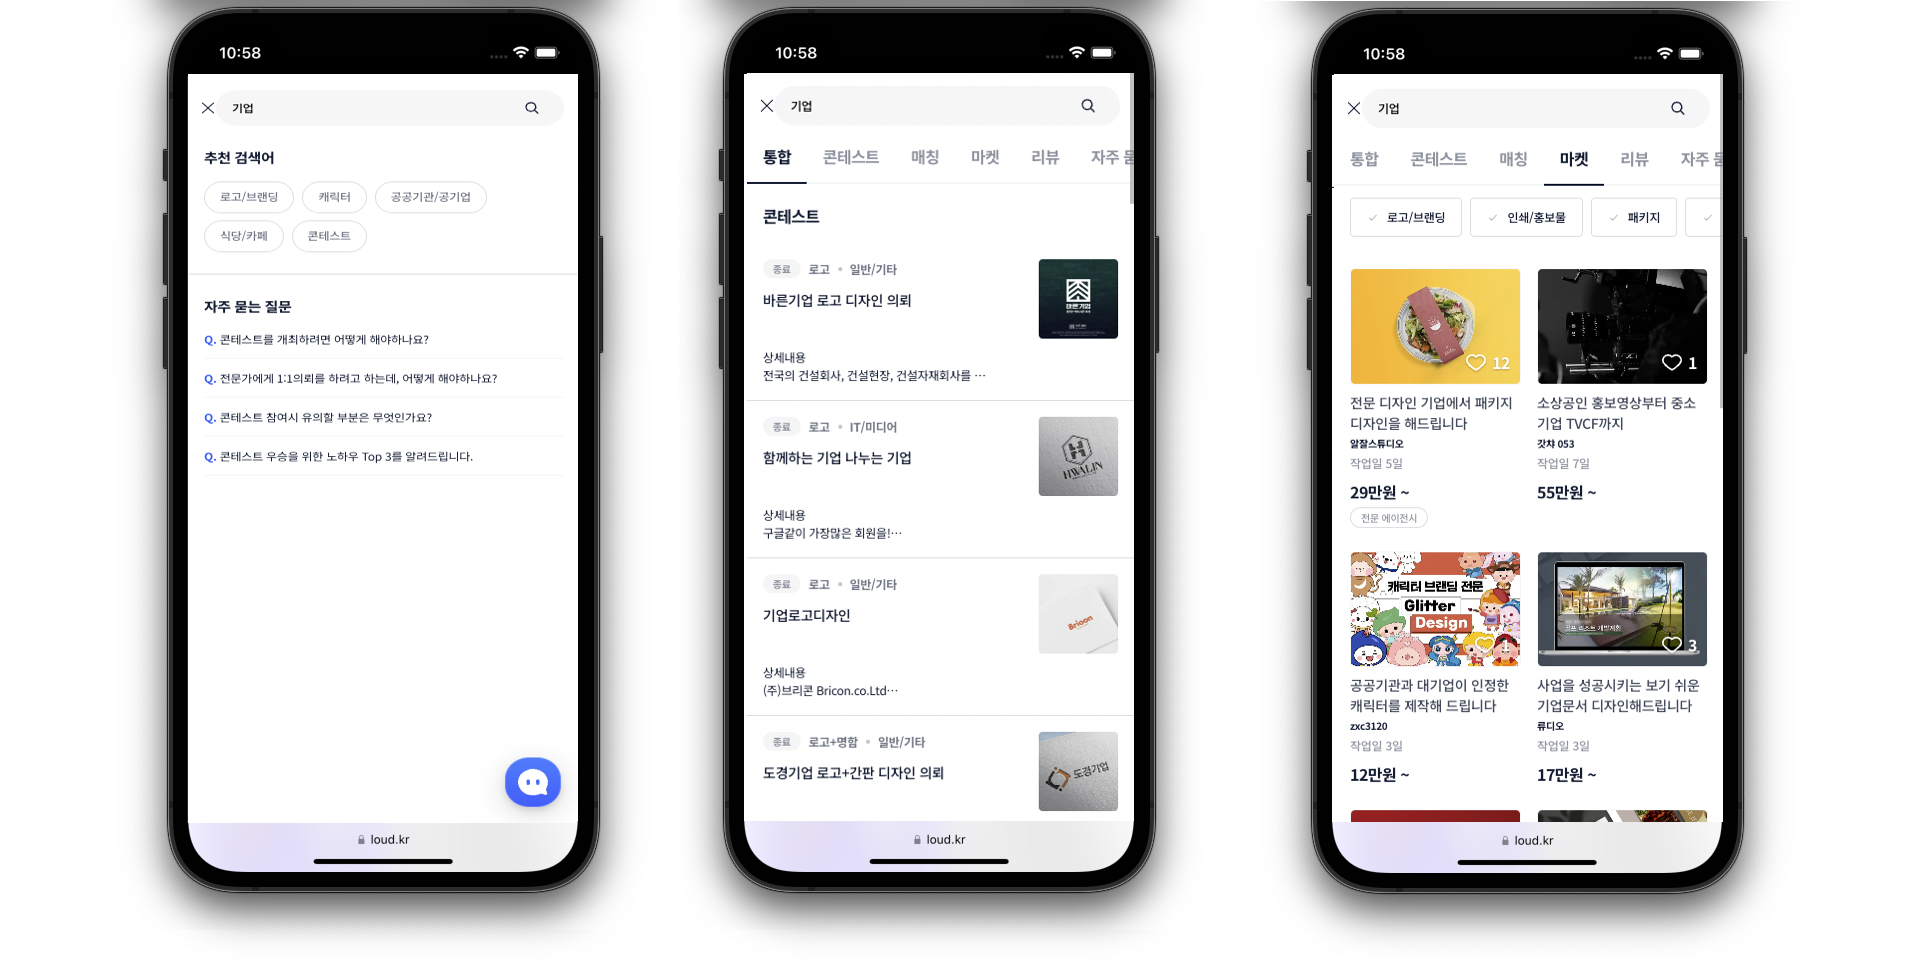 10:58
기업
추천 검색어
로고/브랜딩
캐릭터
공공기관/공기업
식당/카페
콘테스트
자주 묻는 질문
Q. 콘테스트를 개최하려면 어떻게 해야하나요?
Q. 전문가에게 1:1의뢰를 하려고 하는데, 어떻게 해야하나요?
Q. 콘테스트 참여시 유의할 부분은 무엇인가요?
Q. 콘테스트 우승을 위한 노하우 Top 3를 알려드립니다.
loud.kr
10:58
기업
통합 콘테스트 매칭 마켓 리뷰 자주 묻
콘테스트
종료 로고 • 일반/기타
바른기업 로고 디자인 의뢰
바른기업
상세내용
전국의 건설회사, 건설현장, 건설자재회사를 ···
종료 로고 • IT/미디어
함께하는 기업 나누는 기업
HWALIN
상세내용
구글같이 가장많은 회원을!···
종료 로고 • 일반/기타
기업로고디자인
Bricon
상세내용
(주)브리콘 Bricon.co.Ltd···
종료 로고+명함 • 일반/기타
도경기업 로고+간판 디자인 의뢰
도경기업
loud.kr
10:58
기업
통합 콘테스트 매칭 마켓 리뷰 자주 묻
로고/브랜딩 인쇄/홍보물 패키지
12
전문 디자인 기업에서 패키지
디자인을 해드립니다
알잘스튜디오
작업일 5일
29만원 ~
전문 에이전시
1
소상공인 홍보영상부터 중소
기업 TVCF까지
갓챠 053
작업일 7일
55만원 ~
캐릭터 브랜딩 전문
Glitter
Design
1
공공기관과 대기업이 인정한
캐릭터를 제작해 드립니다
zxc3120
작업일 3일
12만원 ~
골프 리조트 개발계획
3
사업을 성공시키는 보기 쉬운
기업문서 디자인해드립니다
류디오
작업일 3일
17만원 ~
loud.kr